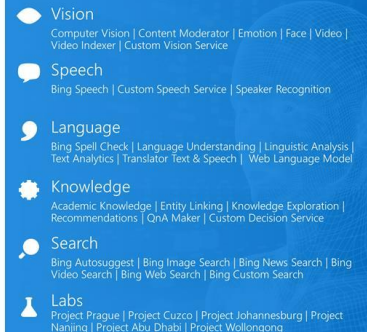 Vision
Computer Vision | Content Moderator | Emotion | Face | Video |
Video Indexer | Custom Vision Service
Speech
Bing Speech | Custom Speech Service | Speaker Recognition
Language
Bing Spell Check | Language Understanding | Linguistic Analysis |
Text Analytics | Translator Text & Speech | Web Language Model
Knowledge
Academic Knowledge | Entity Linking | Knowledge Exploration |
Recommendations | QnA Maker | Custom Decision Service
Search
Bing Autosuggest | Bing Image Search | Bing News Search | Bing
Video Search | Bing Web Search | Bing Custom Search
Labs
Project Prague | Project Cuzco | Project Johannesburg | Project
Nanjing | Project Abu Dhabi | Project Wollongong